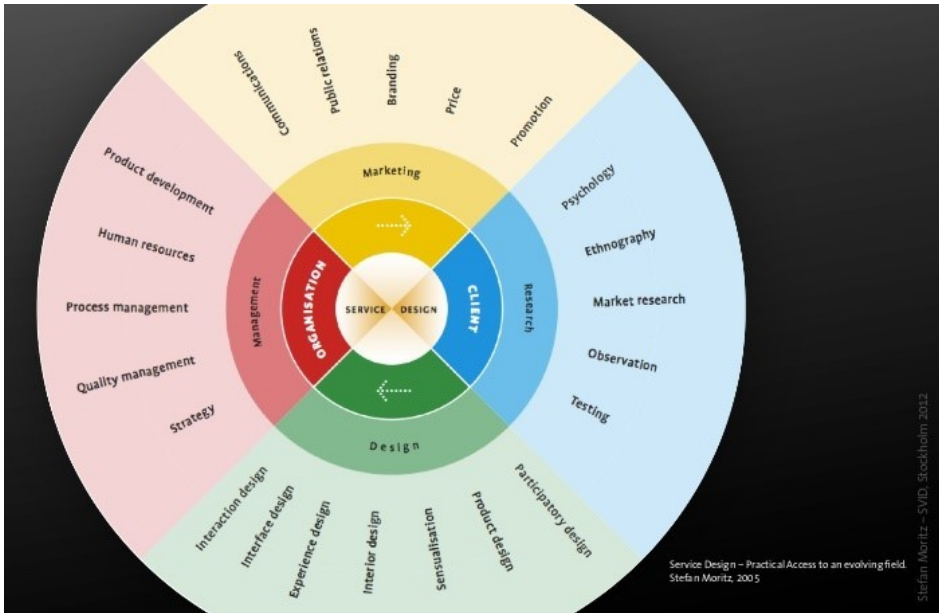 Communications
Public relations
Branding
Price
Promotion
Marketing
Product development
Human resources
Process management
Quality management
Strategy
Management
ORGANISATION
SERVICE DESIGN
CLIENT
Research
Psychology
Ethnography
Market research
Observation
Testing
Design
Interaction design
Interface design
Experience design
Interior design
Sensualisation
Product design
Participatory design
Service Design – Practical Access to an evolving field.
Stefan Moritz, 2005
Stefan Moritz – SVID, Stockholm 2012